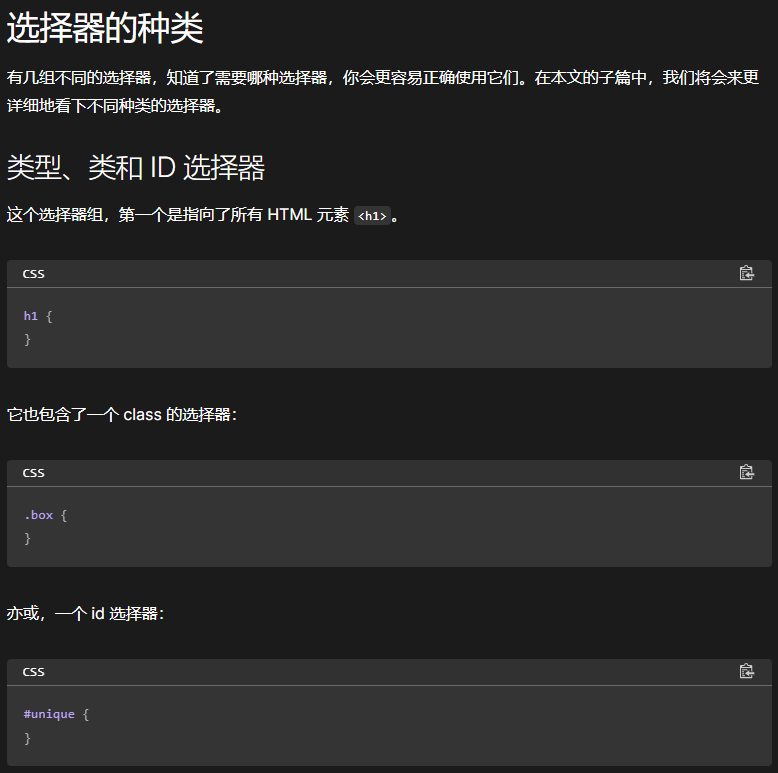 选择器的种类
有几组不同的选择器，知道了需要哪种选择器，你会更容易正确使用它们。在本文的子篇中，我们将会来更
详细地看下不同种类的选择器。
类型、类和 ID 选择器
这个选择器组，第一个是指向了所有 HTML 元素 <h1>。
CSS
h1 {
}
它也包含了一个 class 的选择器：
CSS
.box {
}
亦或，一个 id 选择器：
CSS
#unique {
}